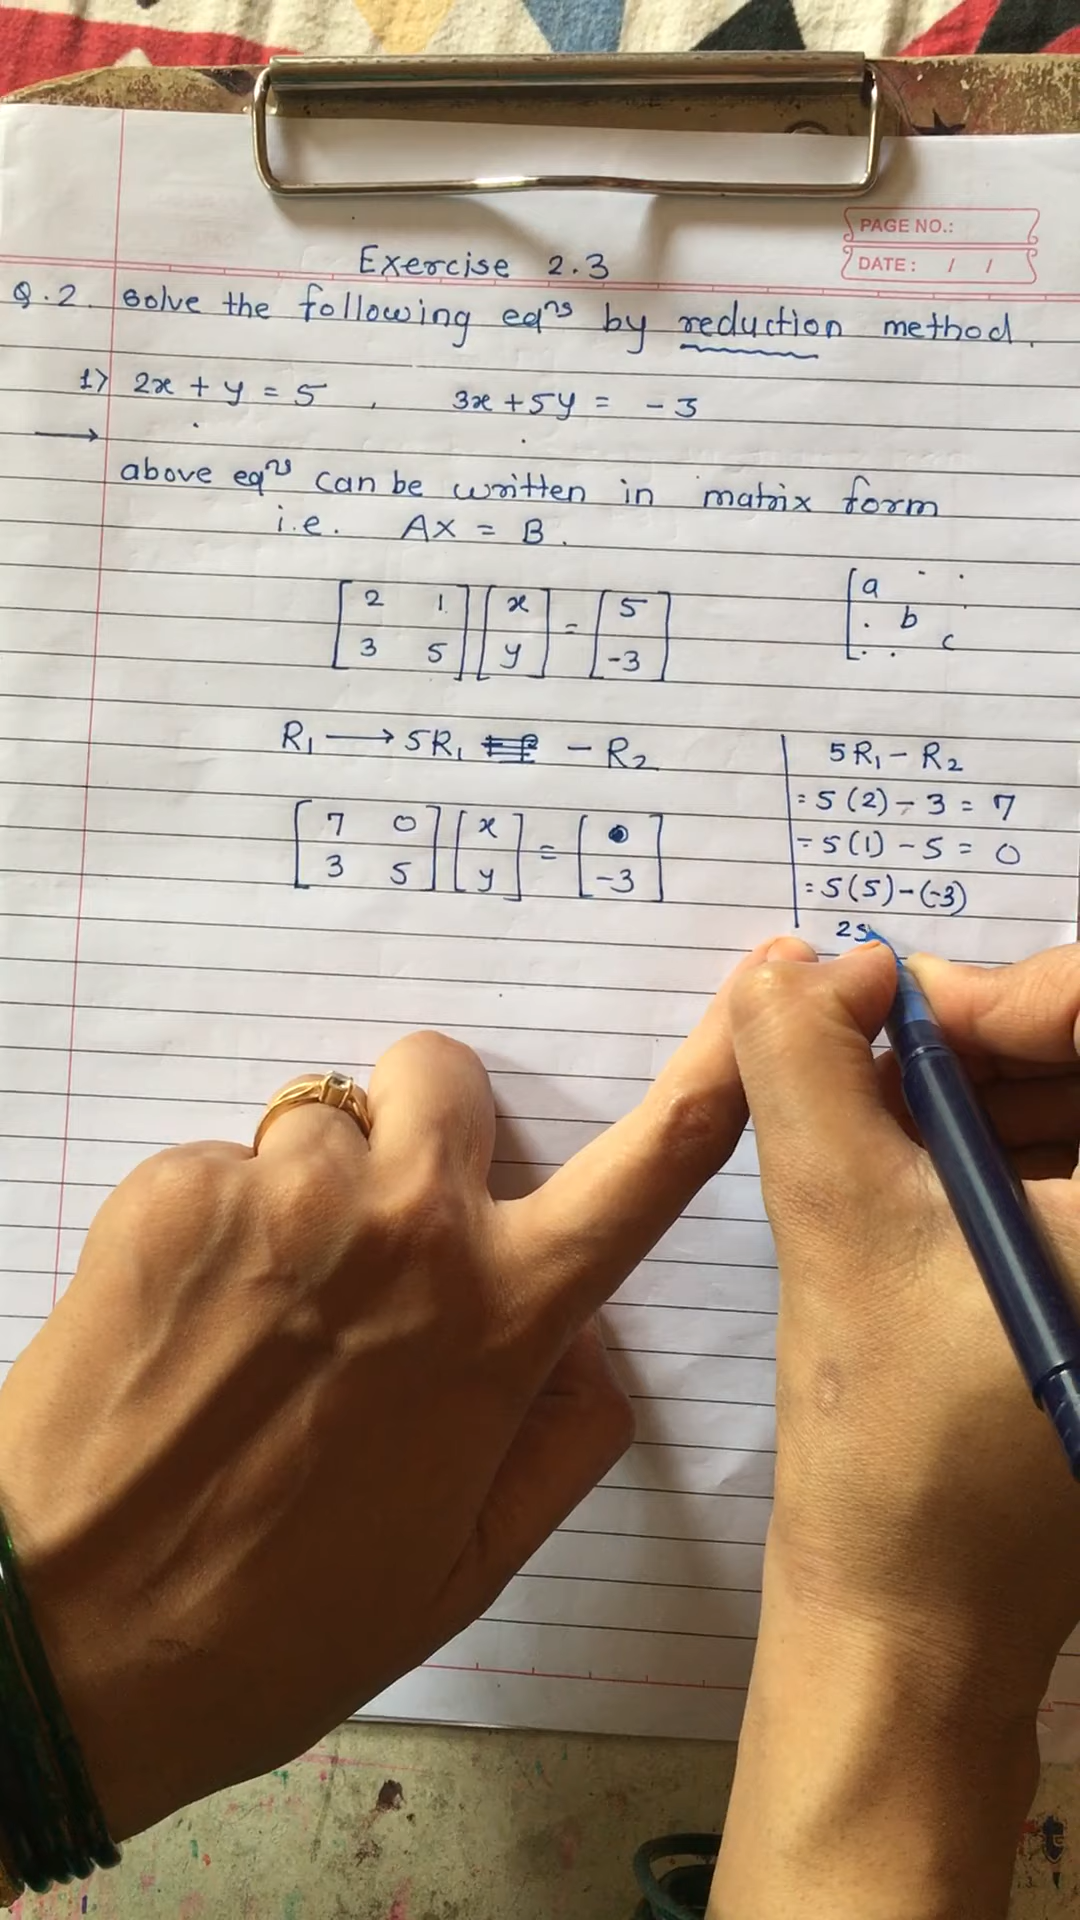 PAGE NO.:
DATE: / /
Exercise 2.3
Q.2. Solve the following eqns by reduction method.
1) 2x + y = 5 , 3x + 5y = -3
→ above eqns can be written in matrix form
i.e. AX = B.
[2 1] [x] = [5]
[3 5] [y] [-3]
[a . .
. b
. . c
R1 → 5R1 - R2
[7 0] [x] = [ ]
[3 5] [y] [-3]
5R1 - R2
= 5(2) - 3 = 7
= 5(1) - 5 = 0
= 5(5) - (-3)
25